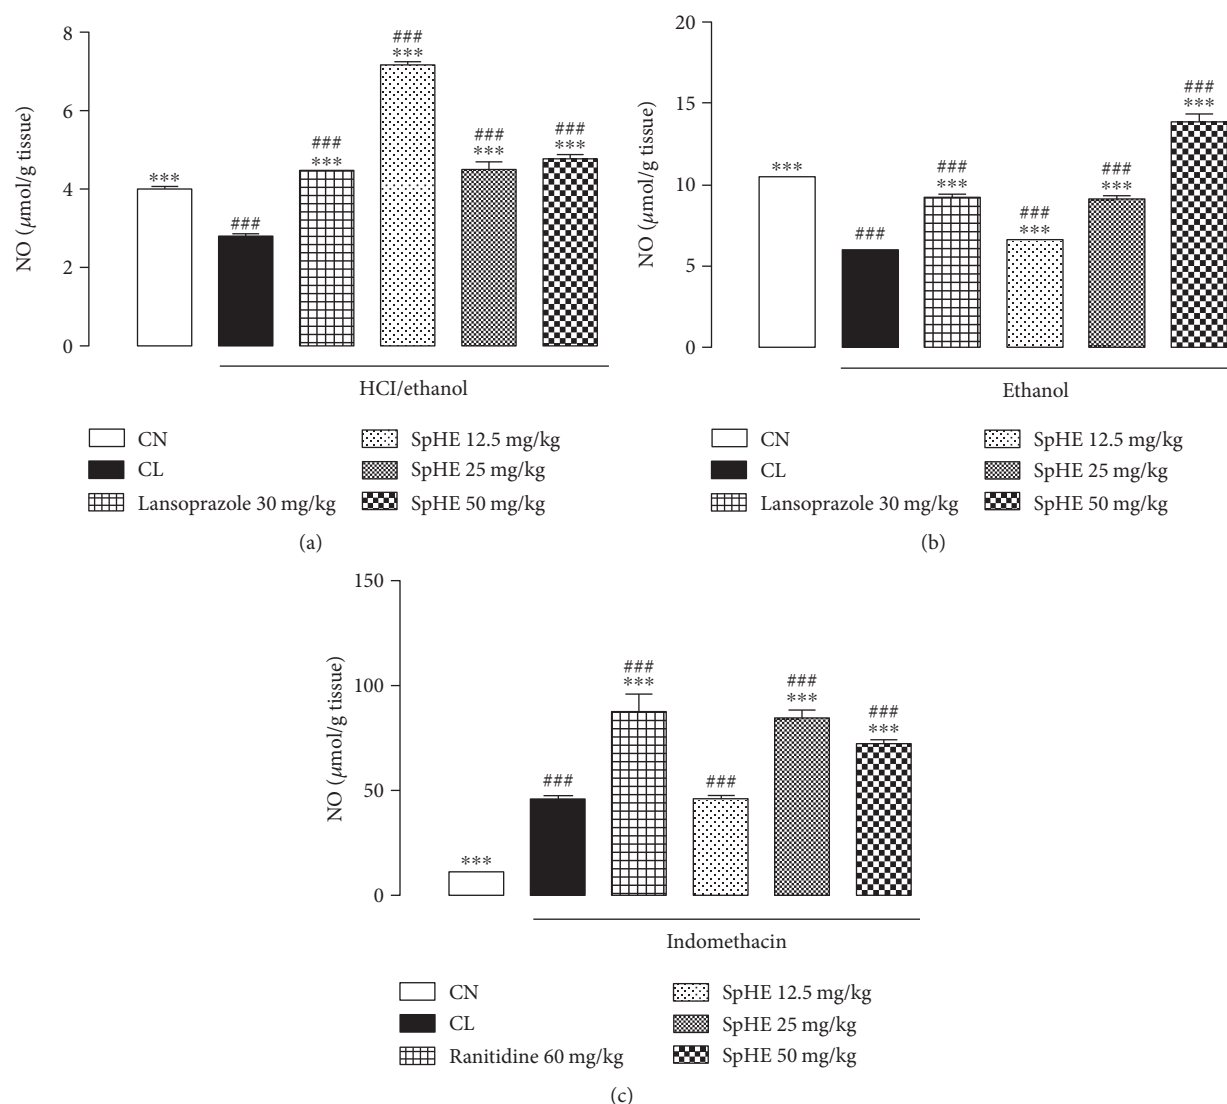 8
6
4
2
0
NO (μmol/g tissue)
***
###
###
***
###
***
###
***
###
***
HCI/ethanol
CN
CL
Lansoprazole 30 mg/kg
SpHE 12.5 mg/kg
SpHE 25 mg/kg
SpHE 50 mg/kg
(a)
20
15
10
5
0
NO (μmol/g tissue)
***
###
###
***
###
***
###
***
###
***
Ethanol
CN
CL
Lansoprazole 30 mg/kg
SpHE 12.5 mg/kg
SpHE 25 mg/kg
SpHE 50 mg/kg
(b)
150
100
50
0
NO (μmol/g tissue)
***
###
###
***
###
###
***
###
***
Indomethacin
CN
CL
Ranitidine 60 mg/kg
SpHE 12.5 mg/kg
SpHE 25 mg/kg
SpHE 50 mg/kg
(c)